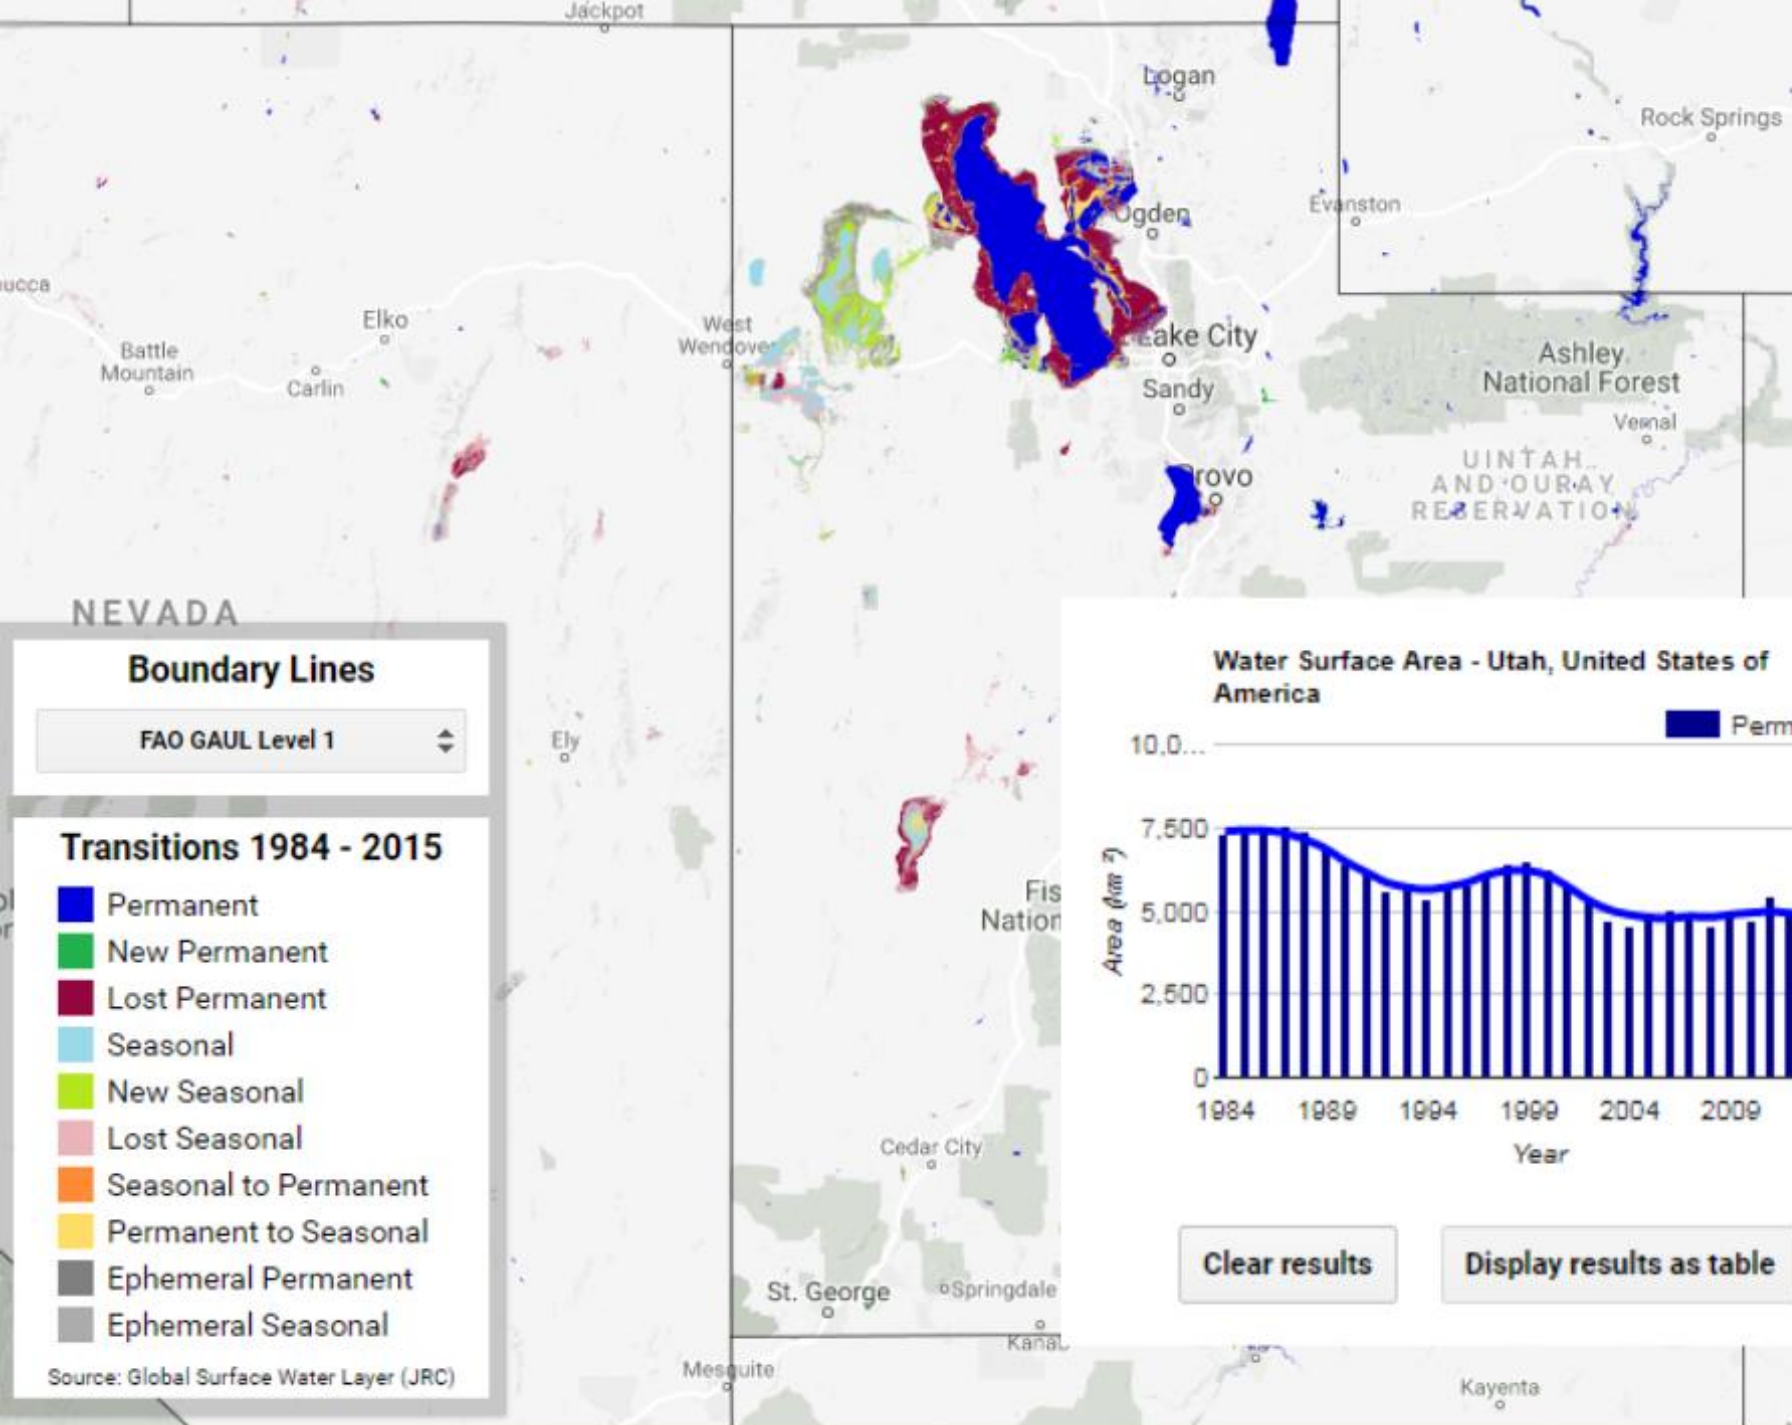 Jackpot
Logan
Rock Springs
Evanston
Ogden
ucca
Elko
West
Wendover
Battle
Mountain
Carlin
Lake City
Sandy
Ashley
National Forest
Vernal
UINTAH
AND OURAY
RESERVATION
Provo
NEVADA
Boundary Lines
FAO GAUL Level 1
Ely
Transitions 1984 - 2015
Permanent
New Permanent
Lost Permanent
Seasonal
New Seasonal
Lost Seasonal
Seasonal to Permanent
Permanent to Seasonal
Ephemeral Permanent
Ephemeral Seasonal
Source: Global Surface Water Layer (JRC)
Fis
Nation
Cedar City
St. George
Springdale
Kanab
Mesquite
Kayenta
Water Surface Area - Utah, United States of
America
Perm
10,0...
7,500
5,000
2,500
0
Area (km²)
1984 1989 1994 1999 2004 2009
Year
Clear results
Display results as table